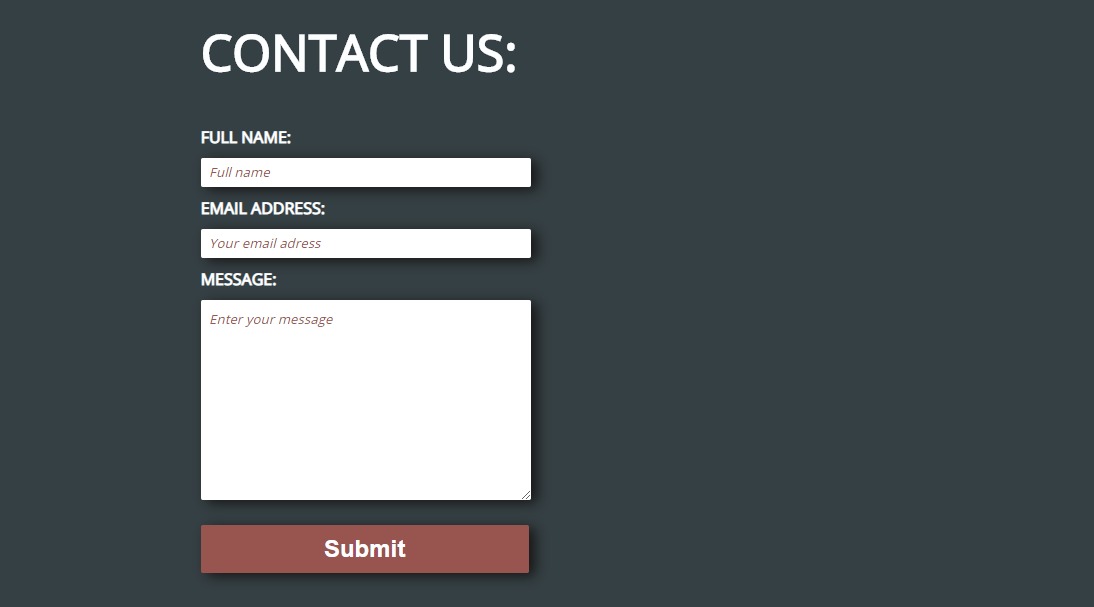 CONTACT US:
FULL NAME:
Full name
EMAIL ADDRESS:
Your email adress
MESSAGE:
Enter your message
Submit